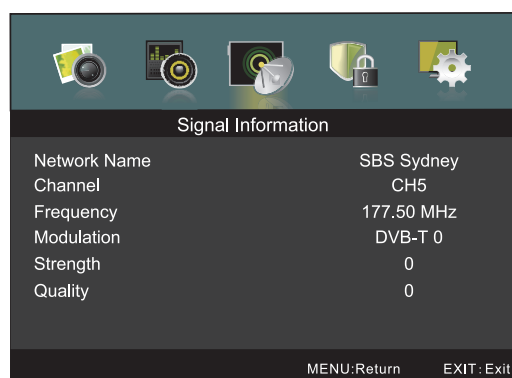 Signal Information
Network Name SBS Sydney
Channel CH5
Frequency 177.50 MHz
Modulation DVB-T 0
Strength 0
Quality 0
MENU:Return EXIT:Exit